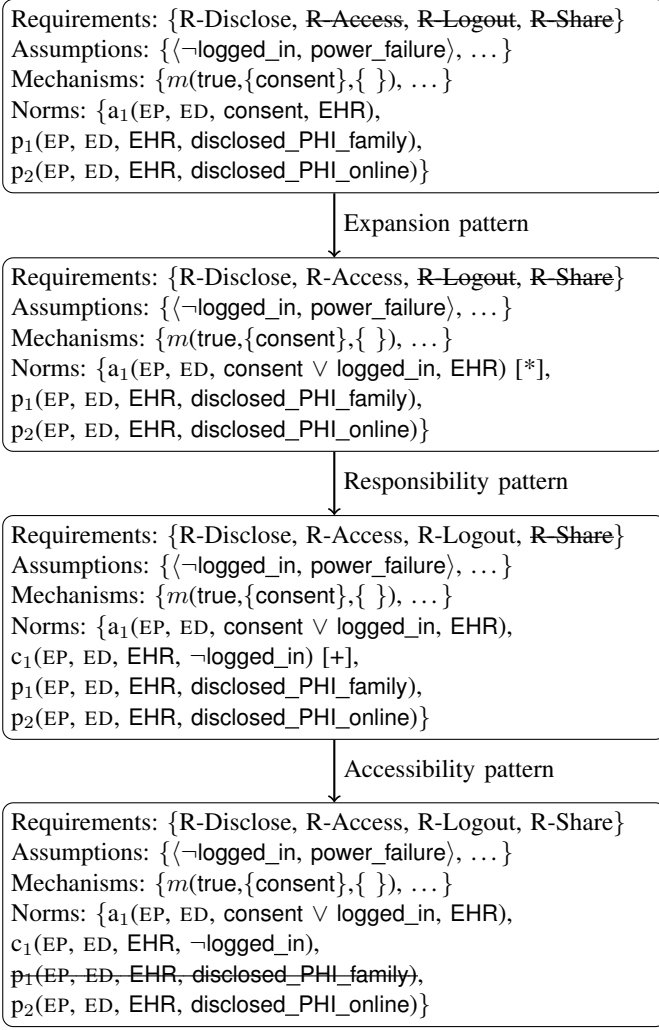 Requirements: {R-Disclose, R-Access, R-Logout, R-Share}
Assumptions: {⟨¬logged_in, power_failure⟩, ...}
Mechanisms: {m(true,{consent},{ }), ...}
Norms: {a₁(EP, ED, consent, EHR),
p₁(EP, ED, EHR, disclosed_PHI_family),
p₂(EP, ED, EHR, disclosed_PHI_online)}
Expansion pattern
Requirements: {R-Disclose, R-Access, R-Logout, R-Share}
Assumptions: {⟨¬logged_in, power_failure⟩, ...}
Mechanisms: {m(true,{consent},{ }), ...}
Norms: {a₁(EP, ED, consent ∨ logged_in, EHR) [*],
p₁(EP, ED, EHR, disclosed_PHI_family),
p₂(EP, ED, EHR, disclosed_PHI_online)}
Responsibility pattern
Requirements: {R-Disclose, R-Access, R-Logout, R-Share}
Assumptions: {⟨¬logged_in, power_failure⟩, ...}
Mechanisms: {m(true,{consent},{ }), ...}
Norms: {a₁(EP, ED, consent ∨ logged_in, EHR),
c₁(EP, ED, EHR, ¬logged_in) [+],
p₁(EP, ED, EHR, disclosed_PHI_family),
p₂(EP, ED, EHR, disclosed_PHI_online)}
Accessibility pattern
Requirements: {R-Disclose, R-Access, R-Logout, R-Share}
Assumptions: {⟨¬logged_in, power_failure⟩, ...}
Mechanisms: {m(true,{consent},{ }), ...}
Norms: {a₁(EP, ED, consent ∨ logged_in, EHR),
c₁(EP, ED, EHR, ¬logged_in),
p₁(EP, ED, EHR, disclosed_PHI_family),
p₂(EP, ED, EHR, disclosed_PHI_online)}